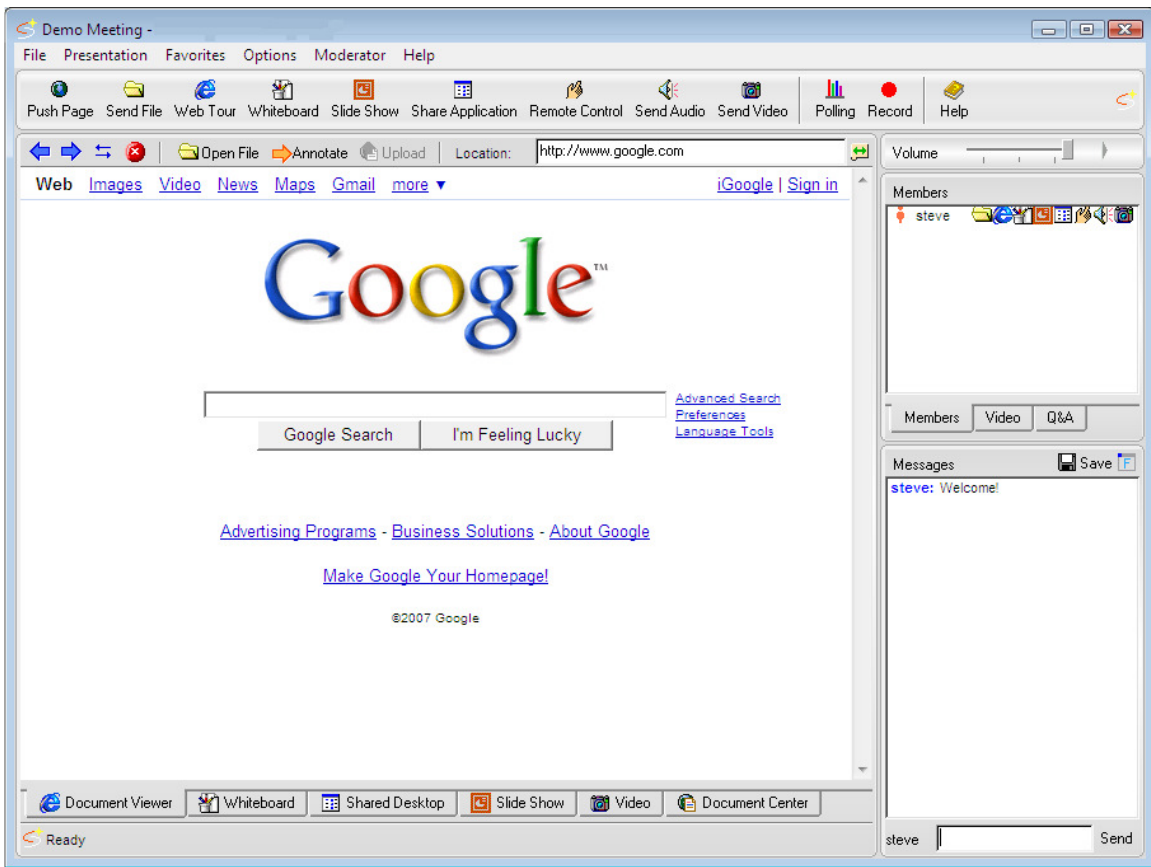 Demo Meeting -
File Presentation Favorites Options Moderator Help
Push Page Send File Web Tour Whiteboard Slide Show Share Application Remote Control Send Audio Send Video Polling Record Help
Open File Annotate Upload Location: http://www.google.com
Volume
Web Images Video News Maps Gmail more ▼ iGoogle | Sign in
Members
steve
Google™
Advanced Search
Preferences
Language Tools
Google Search I'm Feeling Lucky
Members Video Q&A
Messages Save F
steve: Welcome!
Advertising Programs - Business Solutions - About Google
Make Google Your Homepage!
©2007 Google
Document Viewer Whiteboard Shared Desktop Slide Show Video Document Center
Ready
steve Send